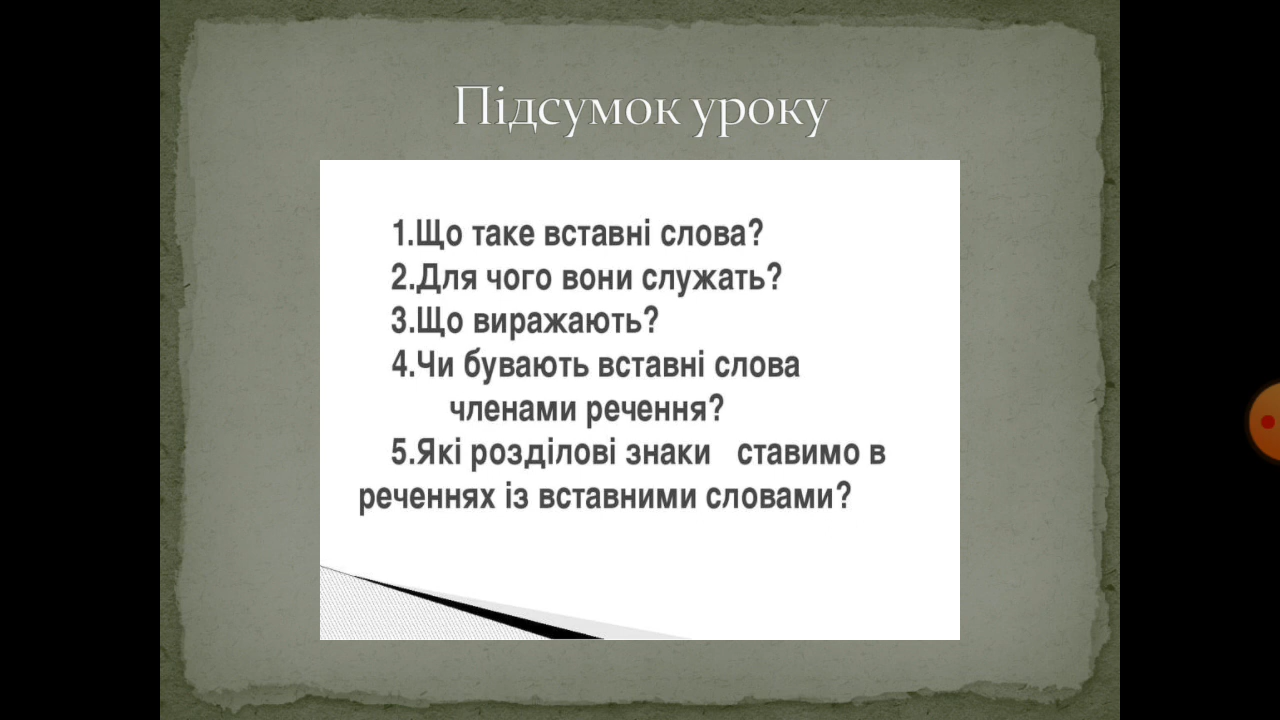 Підсумок уроку
1.Що таке вставні слова?
2.Для чого вони служать?
3.Що виражають?
4.Чи бувають вставні слова
членами речення?
5.Які розділові знаки ставимо в
реченнях із вставними словами?